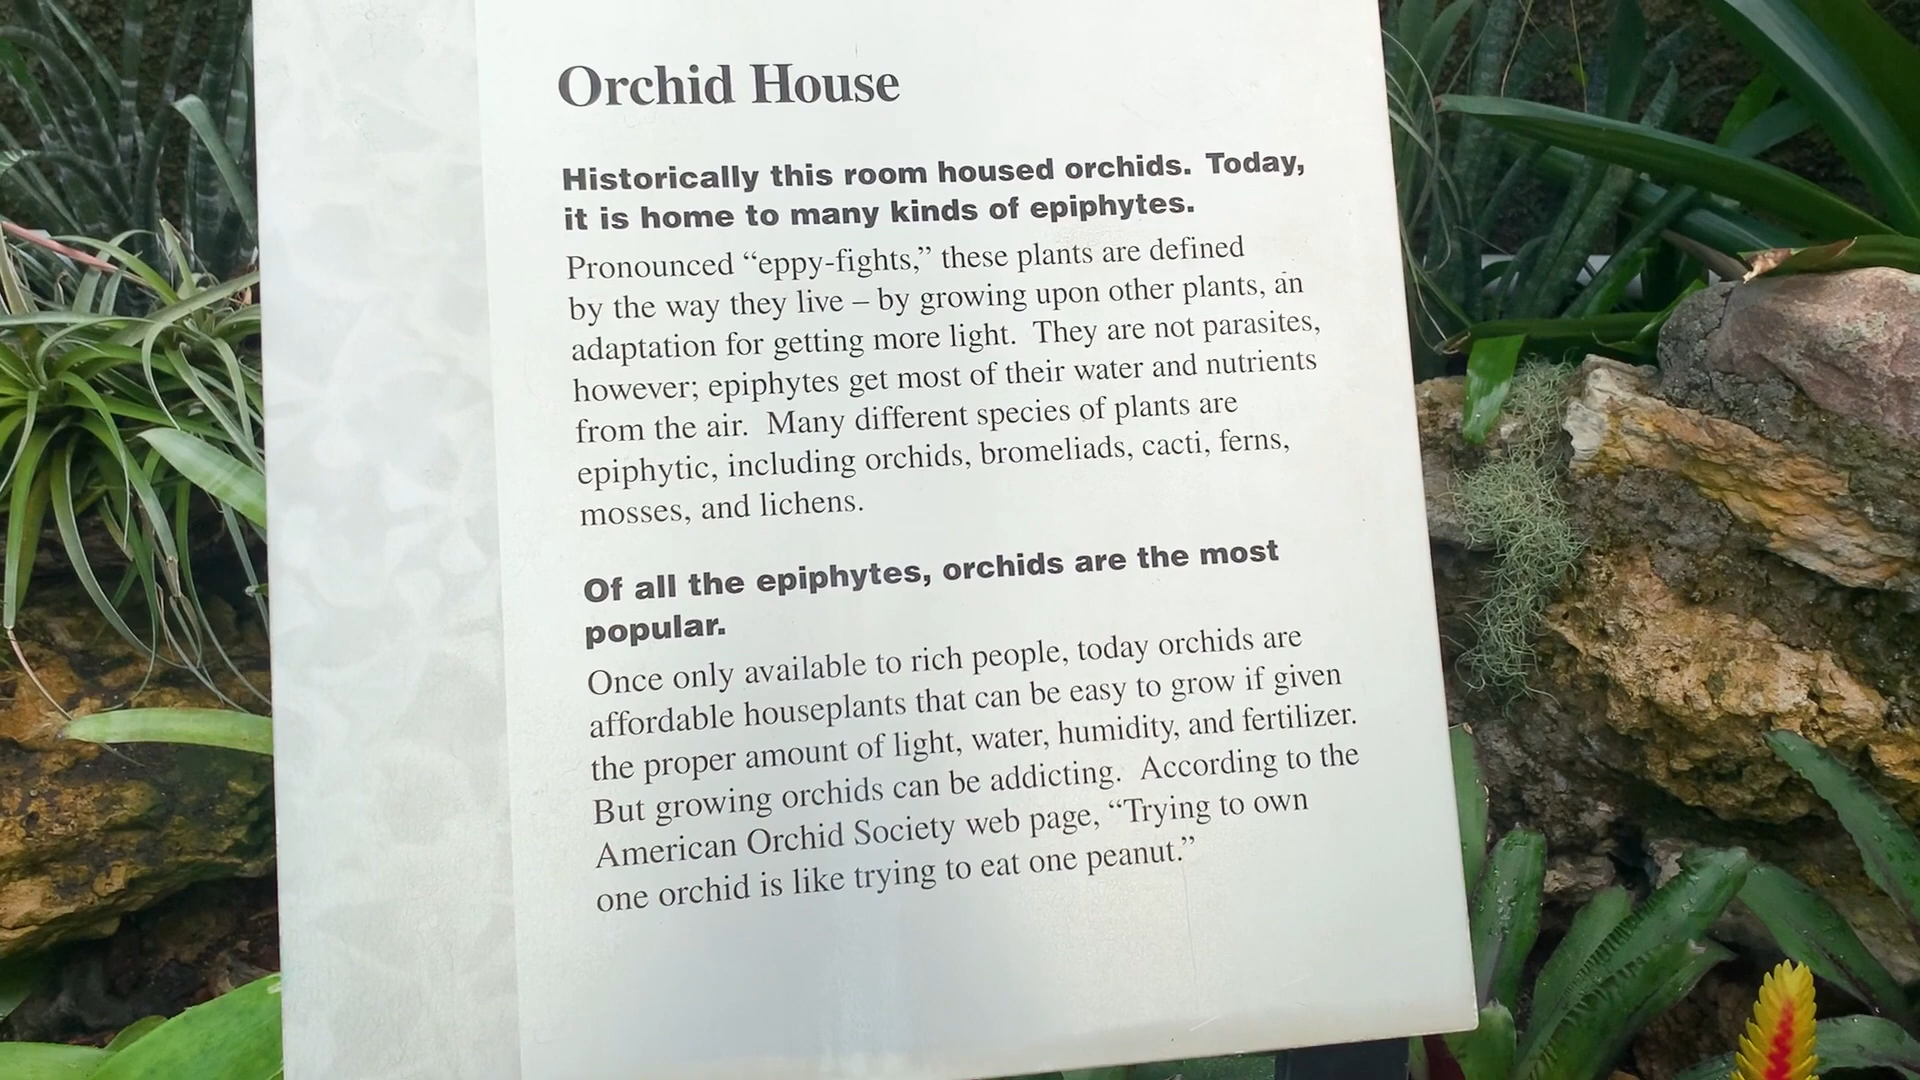 Orchid House
Historically this room housed orchids. Today,
it is home to many kinds of epiphytes.
Pronounced “eppy-fights,” these plants are defined
by the way they live – by growing upon other plants, an
adaptation for getting more light. They are not parasites,
however; epiphytes get most of their water and nutrients
from the air. Many different species of plants are
epiphytic, including orchids, bromeliads, cacti, ferns,
mosses, and lichens.
Of all the epiphytes, orchids are the most
popular.
Once only available to rich people, today orchids are
affordable houseplants that can be easy to grow if given
the proper amount of light, water, humidity, and fertilizer.
But growing orchids can be addicting. According to the
American Orchid Society web page, “Trying to own
one orchid is like trying to eat one peanut.”